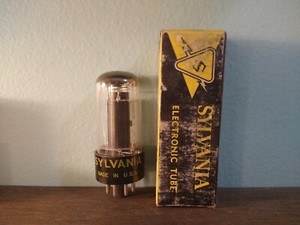 SYLVANIA
MADE IN U.S.A.
S
SYLVANIA
ELECTRONIC TUBE